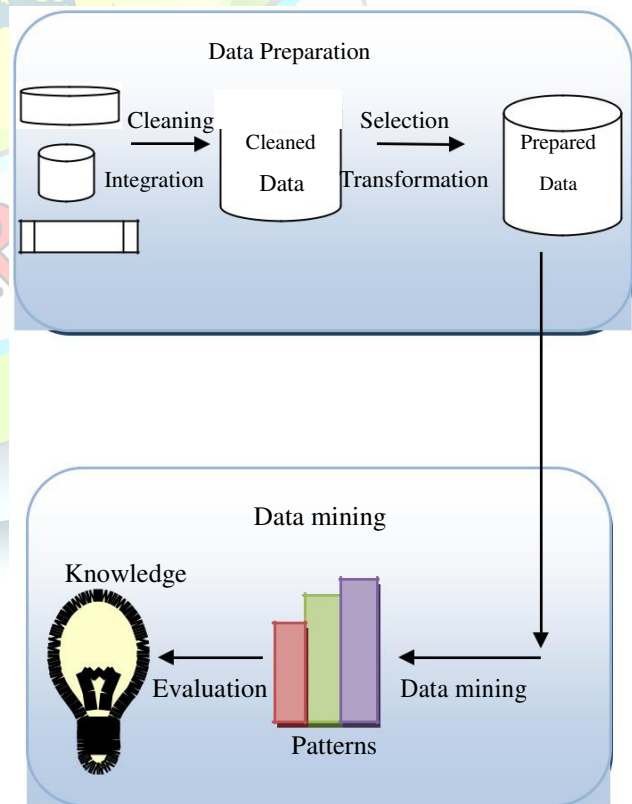 Data Preparation
Cleaning
Integration
Cleaned
Data
Selection
Transformation
Prepared
Data
Data mining
Knowledge
Evaluation
Patterns
Data mining